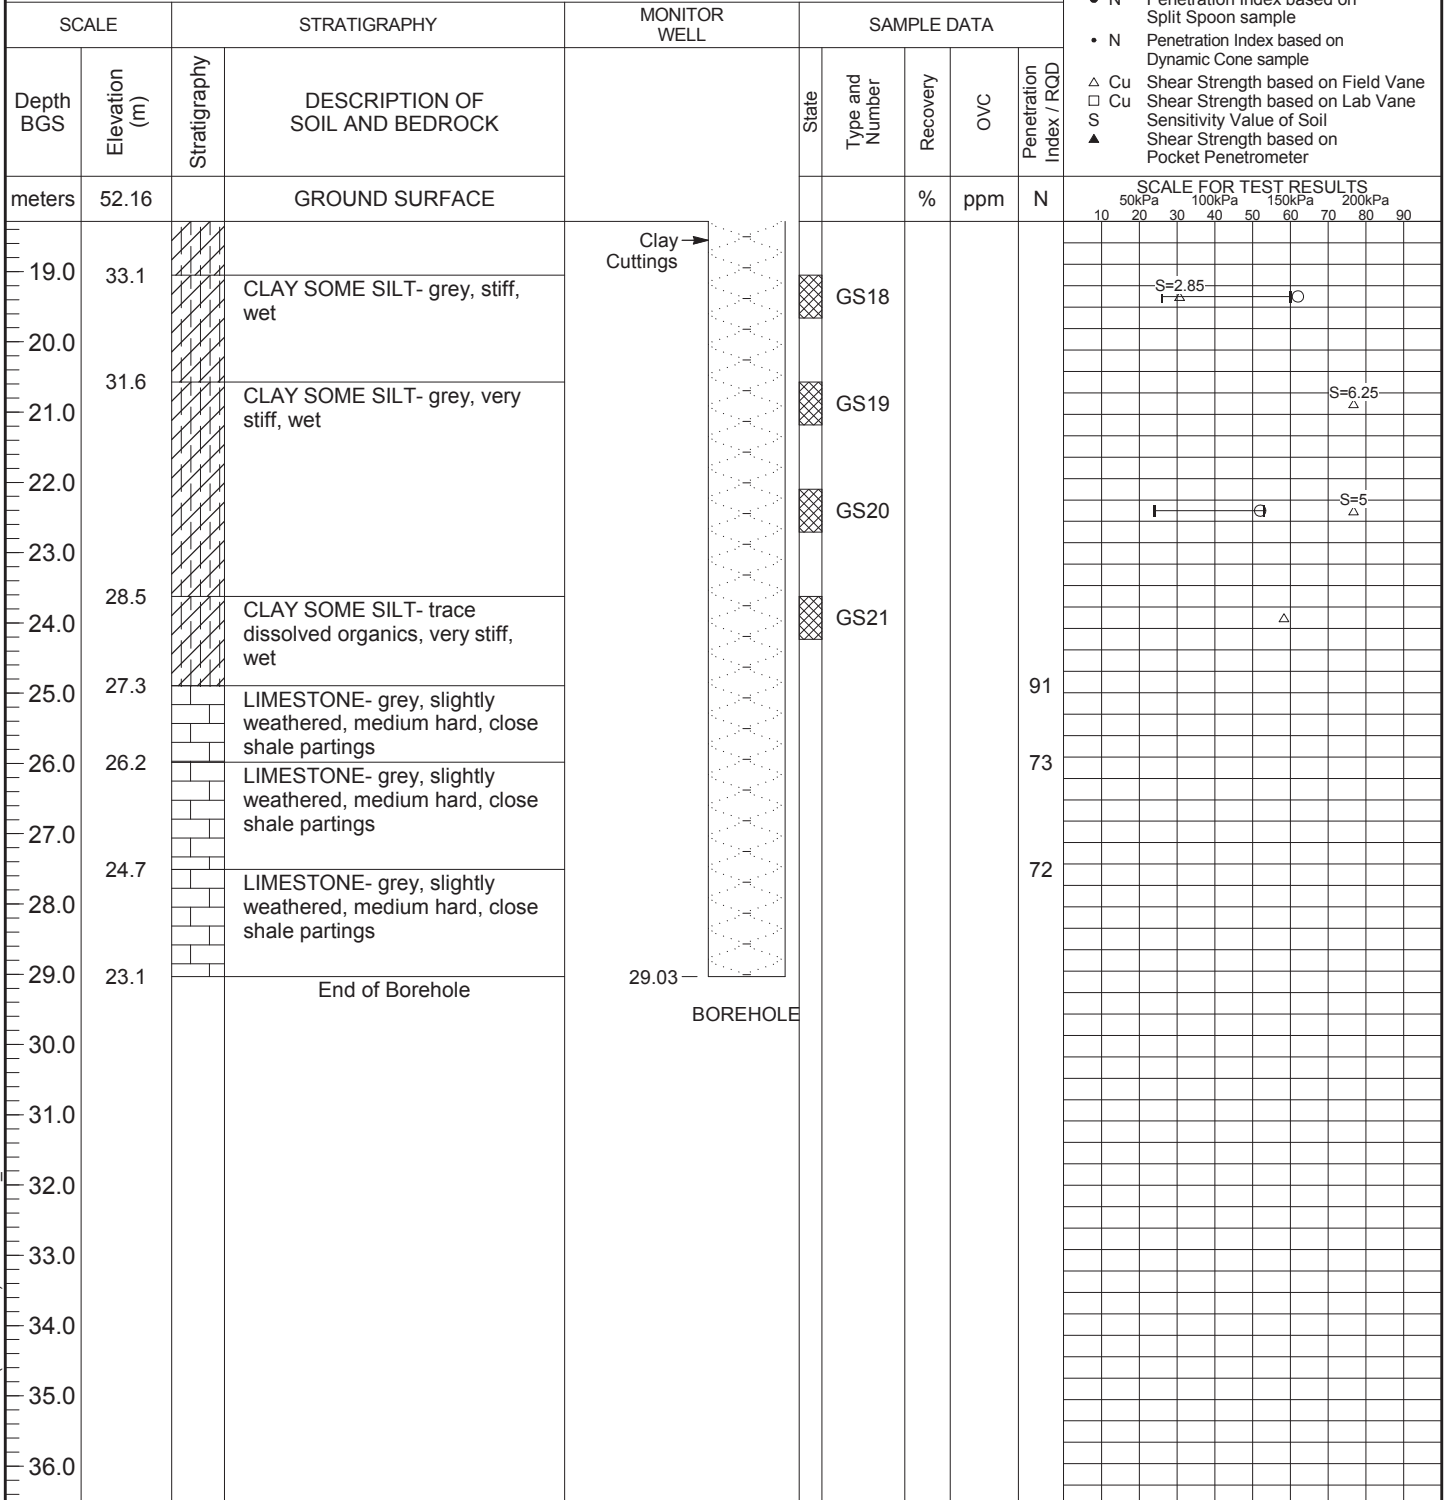 SCALE
STRATIGRAPHY
MONITOR
WELL
SAMPLE DATA
• N Penetration Index based on
Split Spoon sample
• N Penetration Index based on
Dynamic Cone sample
△ Cu Shear Strength based on Field Vane
□ Cu Shear Strength based on Lab Vane
S Sensitivity Value of Soil
▲ Shear Strength based on
Pocket Penetrometer
Depth
BGS
Elevation
(m)
Stratigraphy
DESCRIPTION OF
SOIL AND BEDROCK
State
Type and
Number
Recovery
OVC
Penetration
Index / RQD
meters 52.16 GROUND SURFACE % ppm N
SCALE FOR TEST RESULTS
50kPa 100kPa 150kPa 200kPa
10 20 30 40 50 60 70 80 90
Clay
Cuttings
19.0 33.1
CLAY SOME SILT- grey, stiff,
wet
GS18
S=2.85
20.0
31.6
CLAY SOME SILT- grey, very
stiff, wet
21.0
GS19
S=6.25
22.0
GS20
S=5
23.0
28.5
CLAY SOME SILT- trace
dissolved organics, very stiff,
wet
24.0
GS21
25.0 27.3
LIMESTONE- grey, slightly
weathered, medium hard, close
shale partings
91
26.0 26.2
LIMESTONE- grey, slightly
weathered, medium hard, close
shale partings
73
27.0
24.7
LIMESTONE- grey, slightly
weathered, medium hard, close
shale partings
72
28.0
29.0 23.1
End of Borehole
29.03
BOREHOLE
30.0
31.0
32.0
33.0
34.0
35.0
36.0